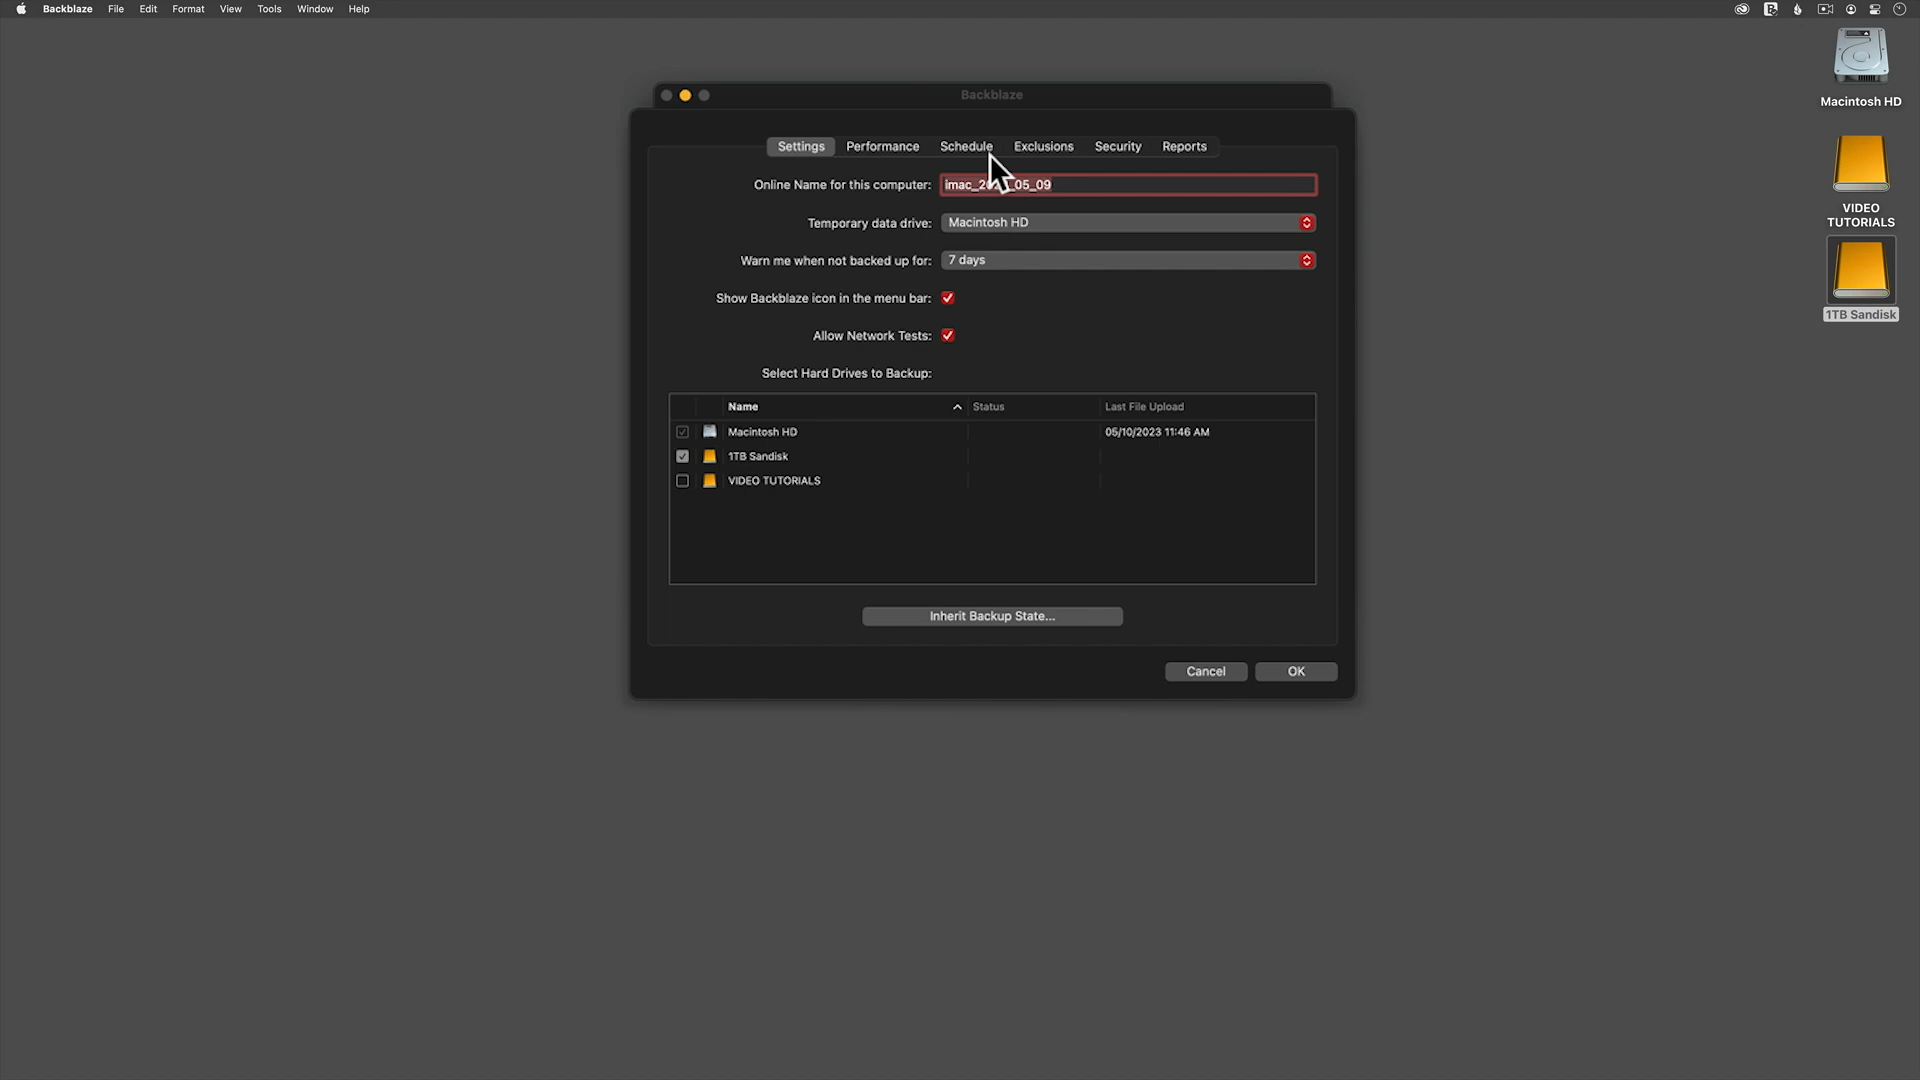 Backblaze File Edit Format View Tools Window Help
Macintosh HD
VIDEO
TUTORIALS
1TB Sandisk
Backblaze
Settings Performance Schedule Exclusions Security Reports
Online Name for this computer:
Temporary data drive: Macintosh HD
Warn me when not backed up for: 7 days
Show Backblaze icon in the menu bar:
Allow Network Tests:
Select Hard Drives to Backup:
Name Status Last File Upload
Macintosh HD 05/10/2023 11:46 AM
1TB Sandisk
VIDEO TUTORIALS
Inherit Backup State...
Cancel OK